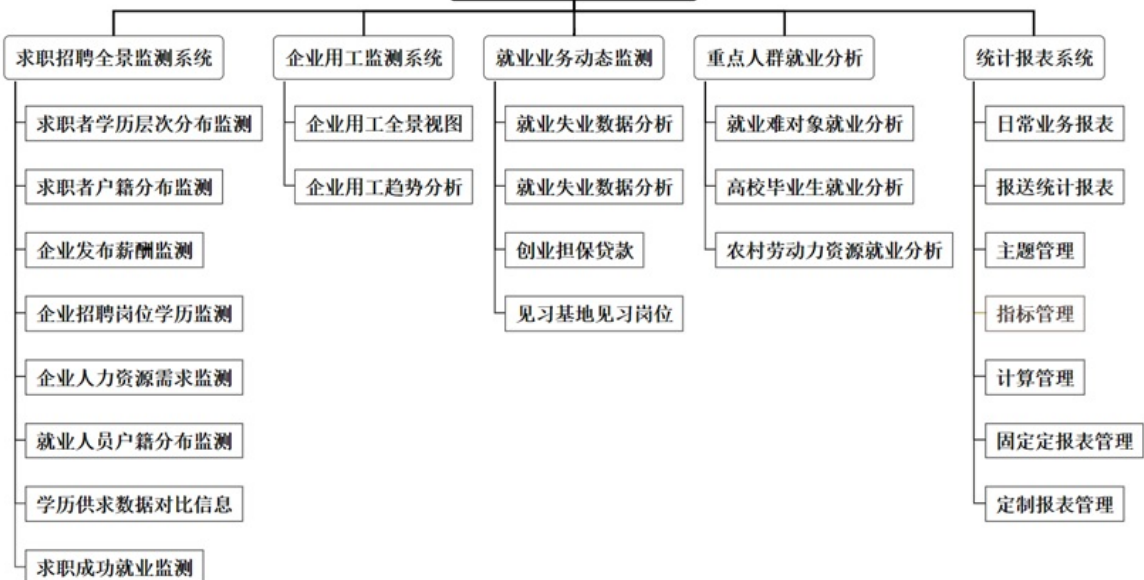 求职招聘全景监测系统
求职者学历层次分布监测
求职者户籍分布监测
企业发布薪酬监测
企业招聘岗位学历监测
企业人力资源需求监测
就业人员户籍分布监测
学历供求数据对比信息
求职成功就业监测
企业用工监测系统
企业用工全景视图
企业用工趋势分析
就业业务动态监测
就业失业数据分析
就业失业数据分析
创业担保贷款
见习基地见习岗位
重点人群就业分析
就业难对象就业分析
高校毕业生就业分析
农村劳动力资源就业分析
统计报表系统
日常业务报表
报送统计报表
主题管理
指标管理
计算管理
固定定报表管理
定制报表管理